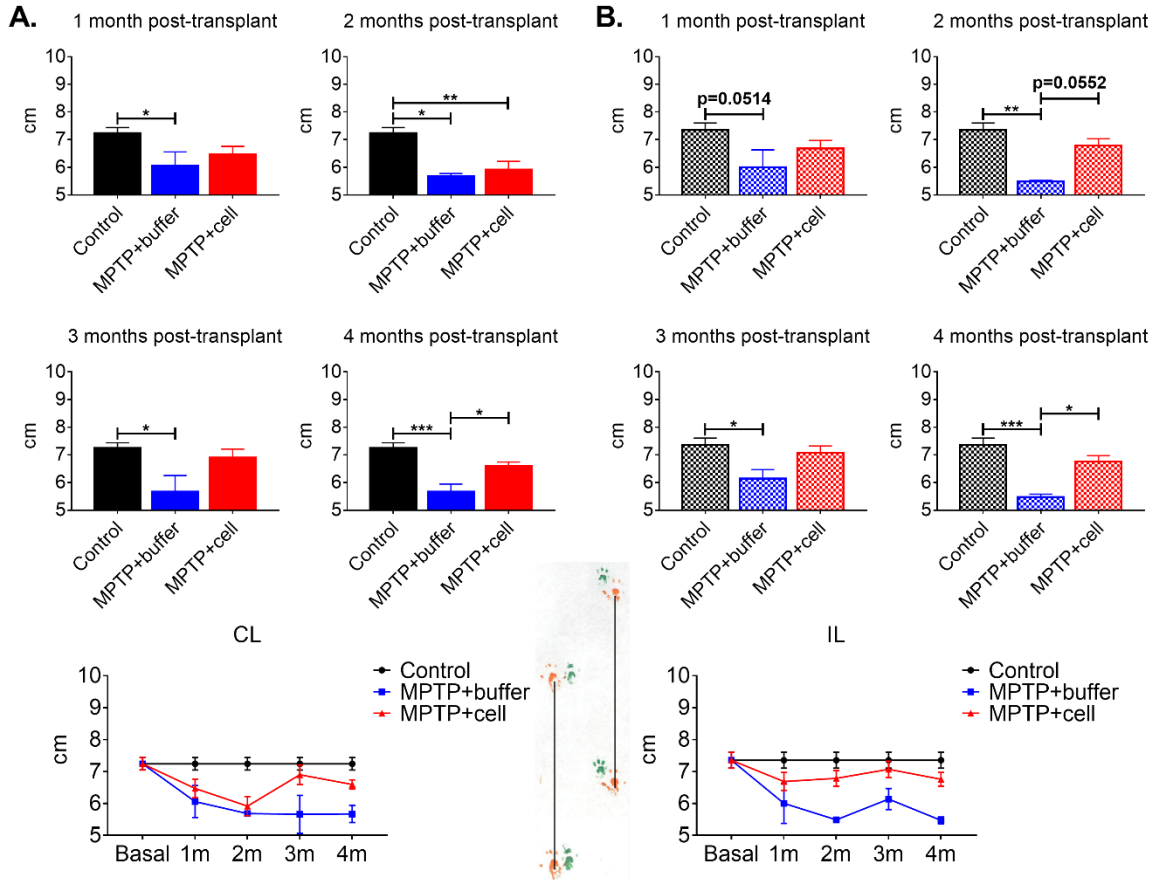 A.
1 month post-transplant
10
9
8
7
6
5
cm
*
Control
MPTP+buffer
MPTP+cell
2 months post-transplant
10
9
8
7
6
5
cm
**
*
Control
MPTP+buffer
MPTP+cell
B.
1 month post-transplant
10
9
8
7
6
5
cm
p=0.0514
Control
MPTP+buffer
MPTP+cell
2 months post-transplant
10
9
8
7
6
5
cm
p=0.0552
**
Control
MPTP+buffer
MPTP+cell
3 months post-transplant
10
9
8
7
6
5
cm
*
Control
MPTP+buffer
MPTP+cell
4 months post-transplant
10
9
8
7
6
5
cm
*
***
Control
MPTP+buffer
MPTP+cell
3 months post-transplant
10
9
8
7
6
5
cm
*
Control
MPTP+buffer
MPTP+cell
4 months post-transplant
10
9
8
7
6
5
cm
*
***
Control
MPTP+buffer
MPTP+cell
CL
10
9
8
7
6
5
cm
Control
MPTP+buffer
MPTP+cell
Basal 1m 2m 3m 4m
IL
10
9
8
7
6
5
cm
Control
MPTP+buffer
MPTP+cell
Basal 1m 2m 3m 4m